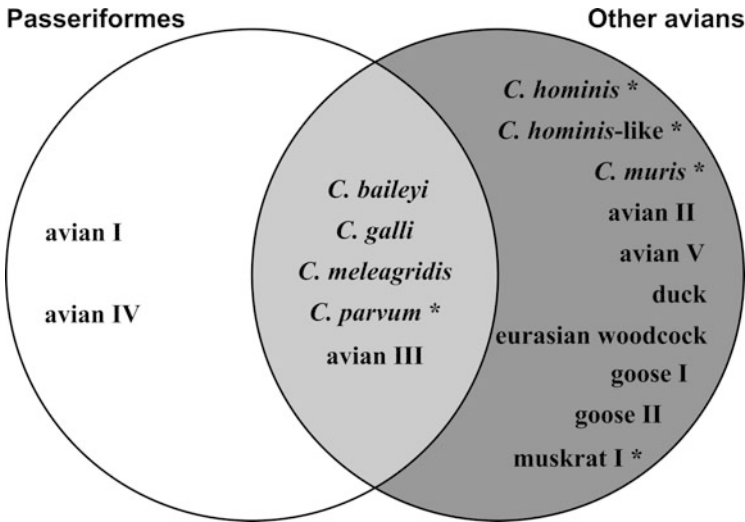 Passeriformes
Other avians
avian I
avian IV
C. baileyi
C. galli
C. meleagridis
C. parvum *
avian III
C. hominis *
C. hominis-like *
C. muris *
avian II
avian V
duck
eurasian woodcock
goose I
goose II
muskrat I *